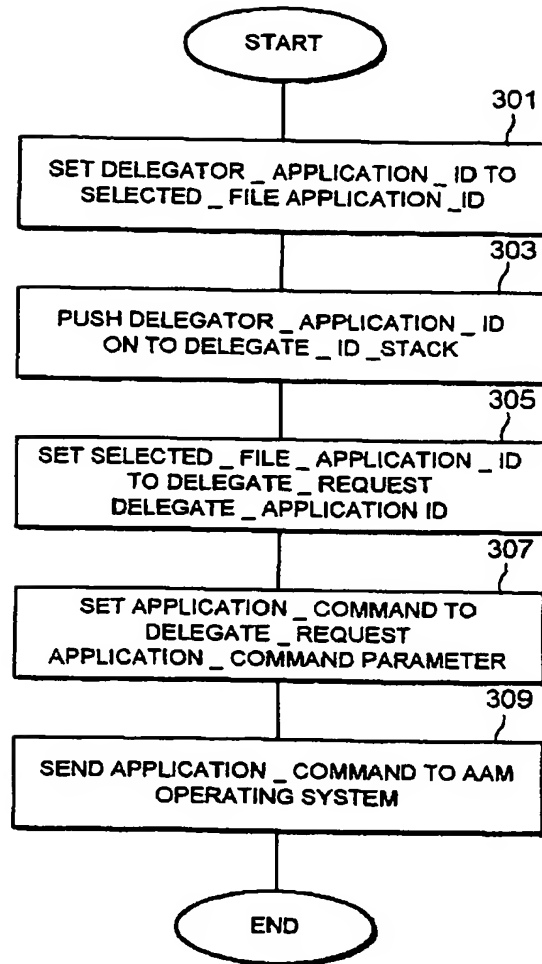 START
301
SET DELEGATOR _ APPLICATION _ ID TO
SELECTED _ FILE APPLICATION _ID
303
PUSH DELEGATOR _ APPLICATION _ ID
ON TO DELEGATE _ ID _STACK
305
SET SELECTED _ FILE _ APPLICATION _ ID
TO DELEGATE _ REQUEST
DELEGATE _ APPLICATION ID
307
SET APPLICATION _ COMMAND TO
DELEGATE _ REQUEST
APPLICATION _ COMMAND PARAMETER
309
SEND APPLICATION _ COMMAND TO AAM
OPERATING SYSTEM
END